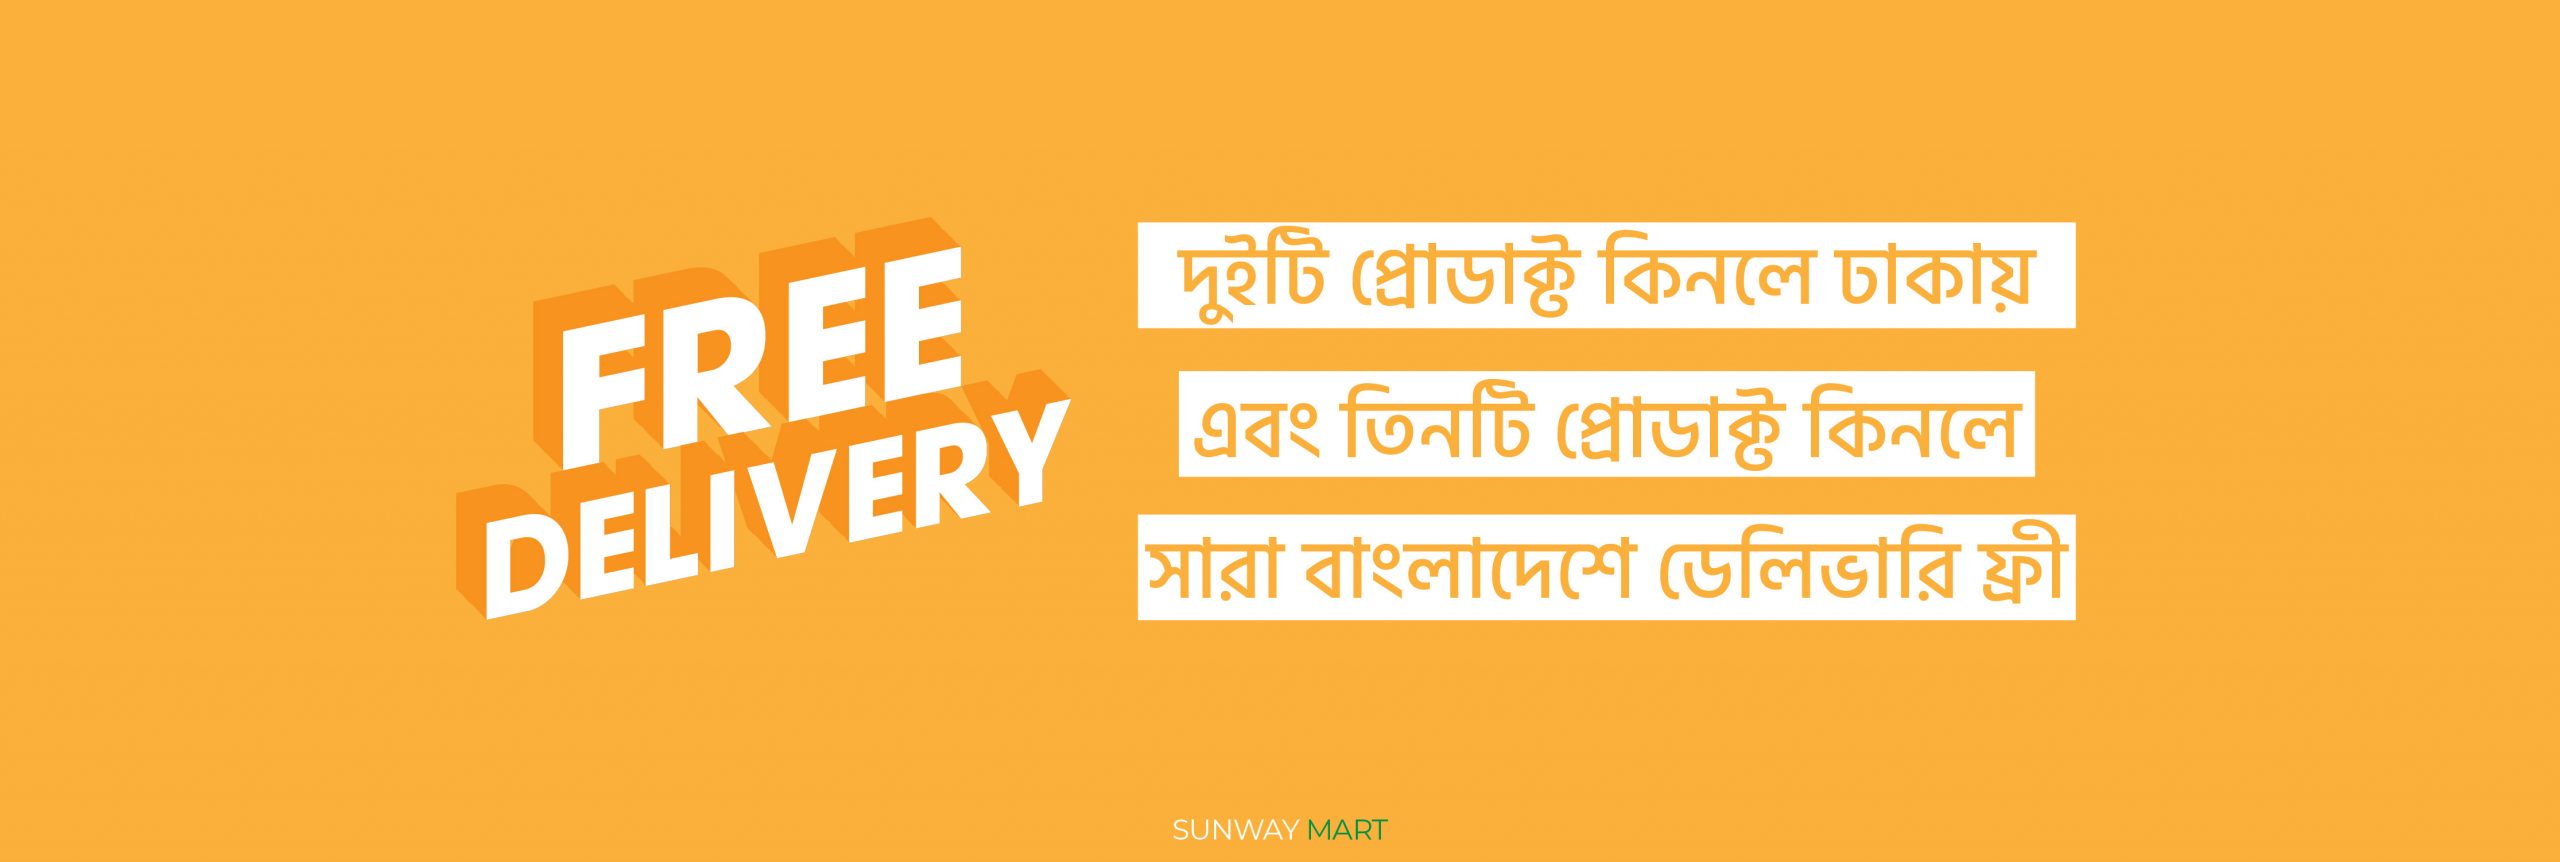 FREE
DELIVERY
দুইটি প্রোডাক্ট কিনলে ঢাকায়
এবং তিনটি প্রোডাক্ট কিনলে
সারা বাংলাদেশে ডেলিভারি ফ্রী
SUNWAY MART